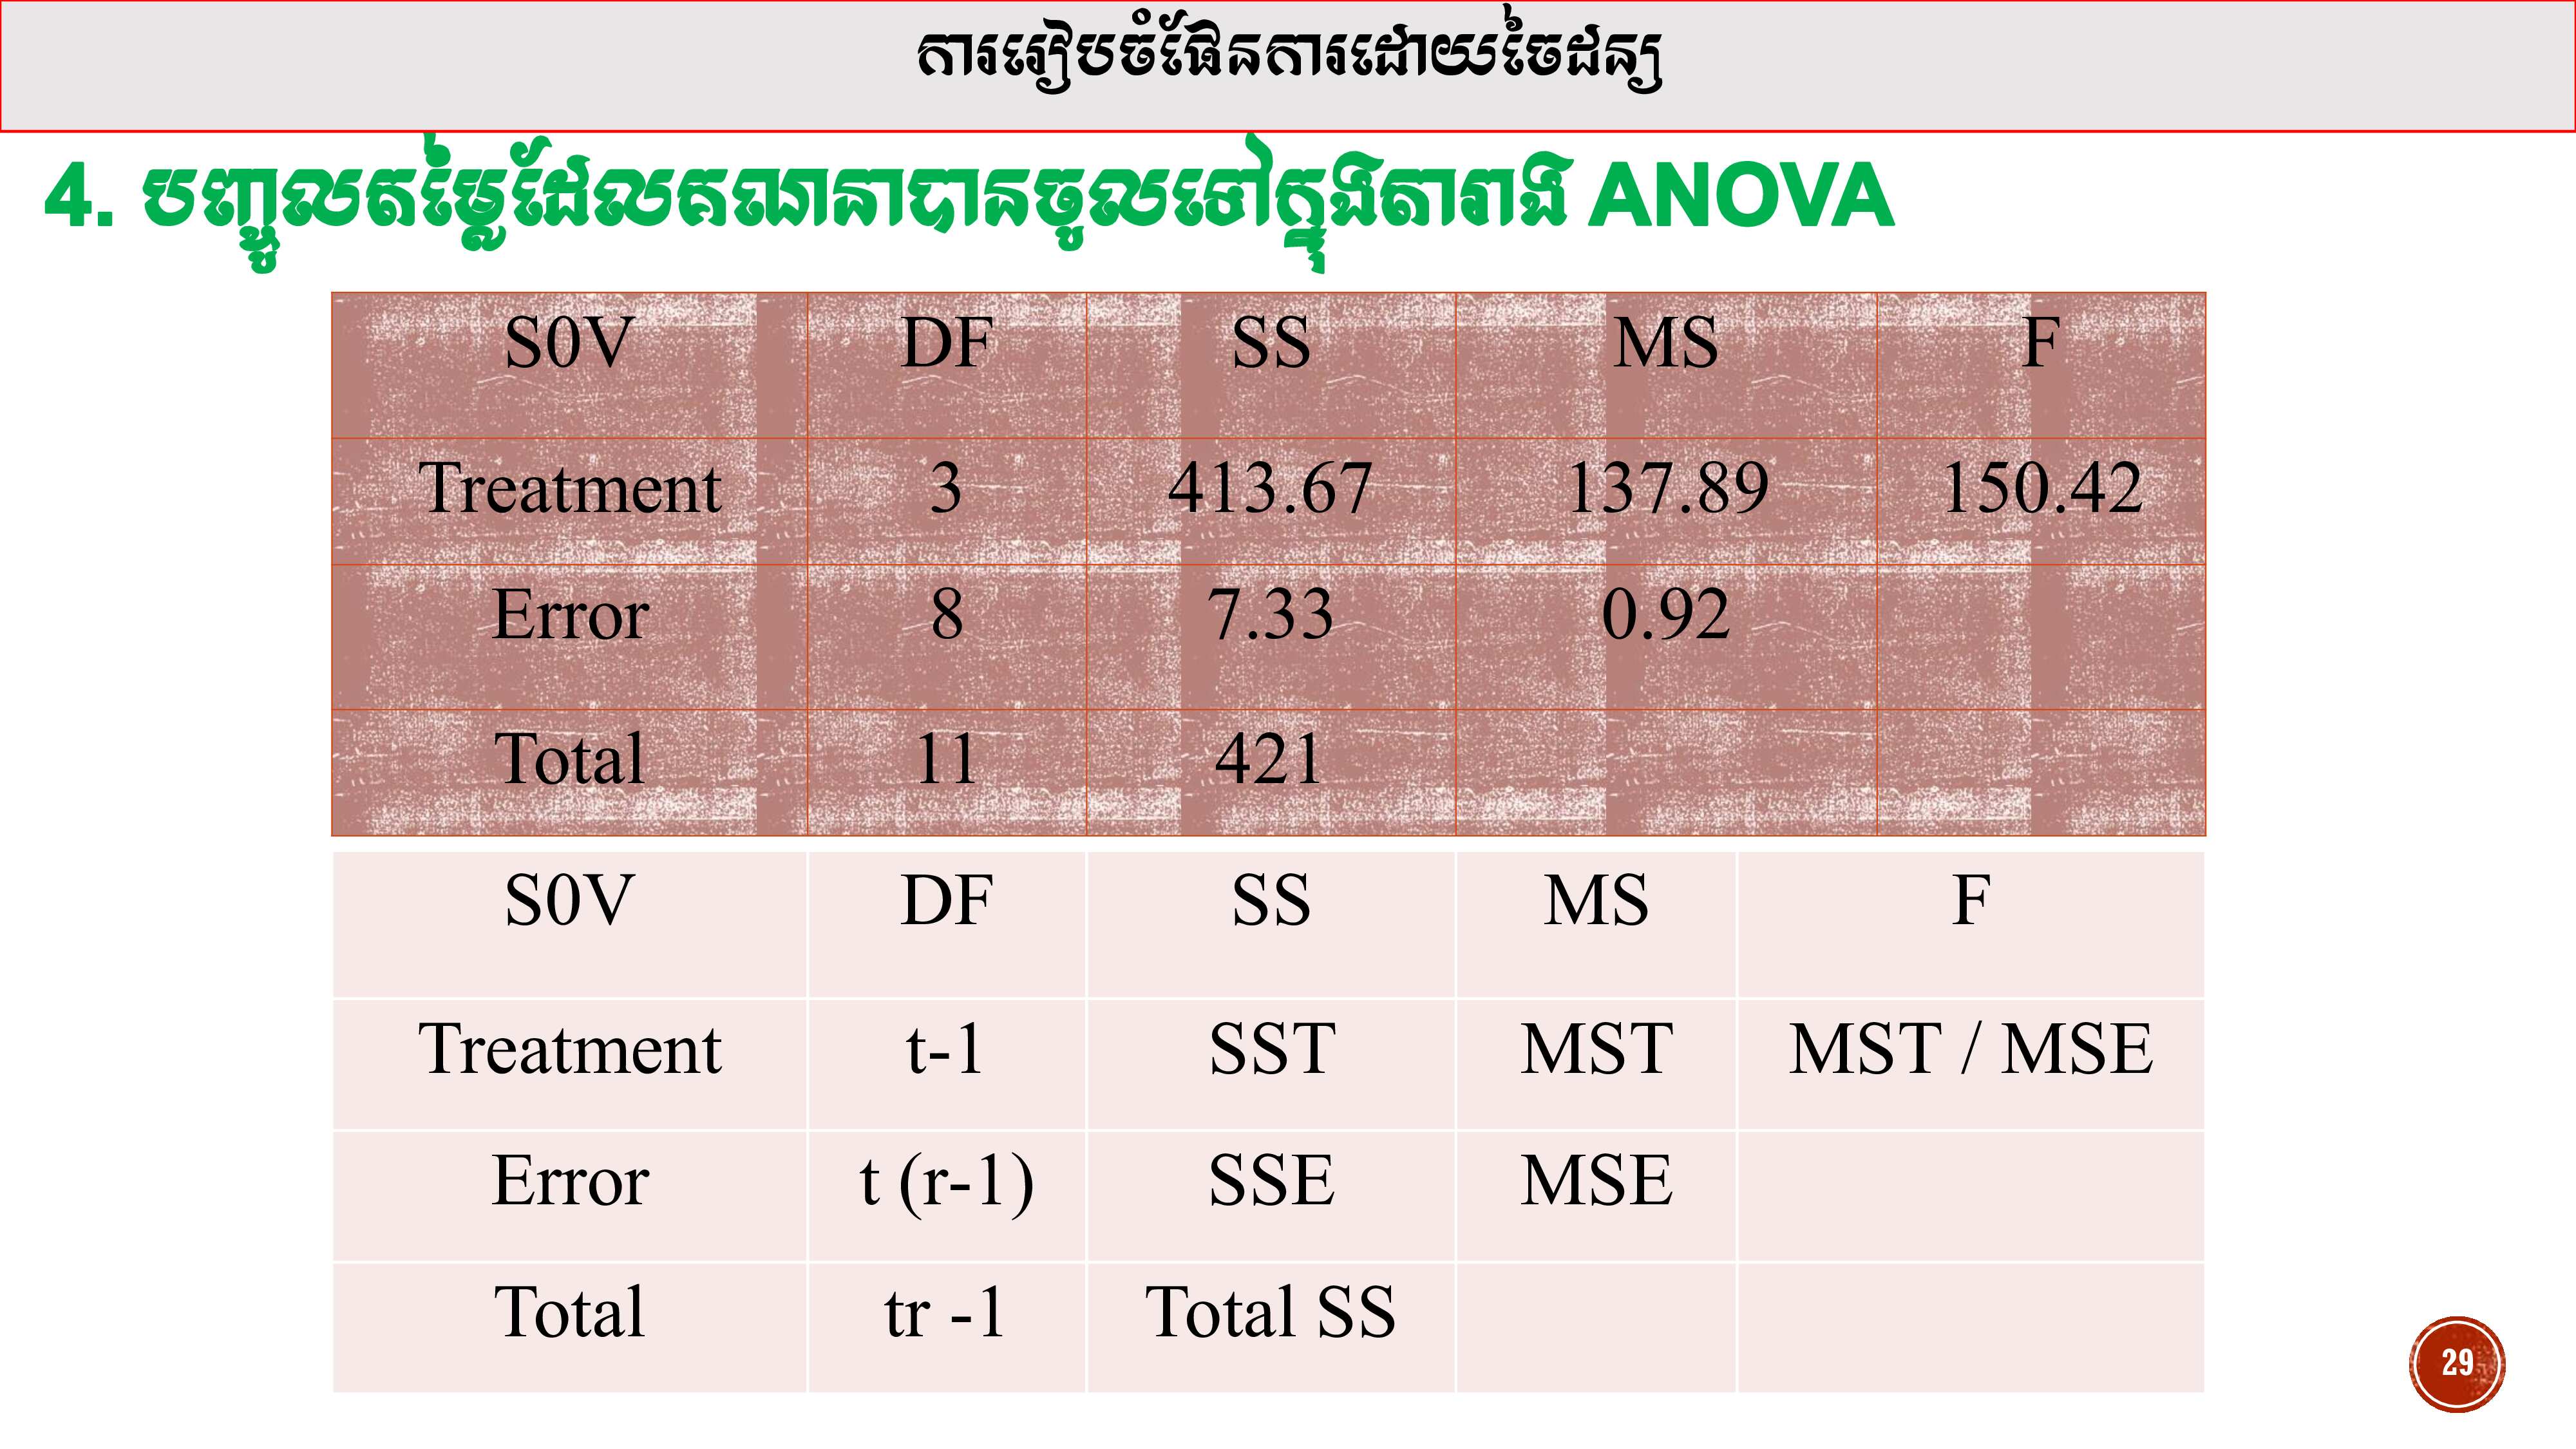 ការរៀបចំផែនការដោយចៃដន្យ
4. បញ្ចូលតម្លៃដែលគណនាបានចូលទៅក្នុងតារាង ANOVA
S0V DF SS MS F
Treatment 3 413.67 137.89 150.42
Error 8 7.33 0.92
Total 11 421
S0V DF SS MS F
Treatment t-1 SST MST MST / MSE
Error t (r-1) SSE MSE
Total tr -1 Total SS
29